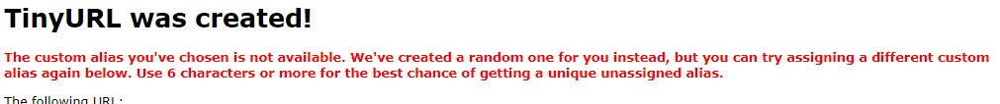 TinyURL was created!
The custom alias you've chosen is not available. We've created a random one for you instead, but you can try assigning a different custom
alias again below. Use 6 characters or more for the best chance of getting a unique unassigned alias.
The following URL: